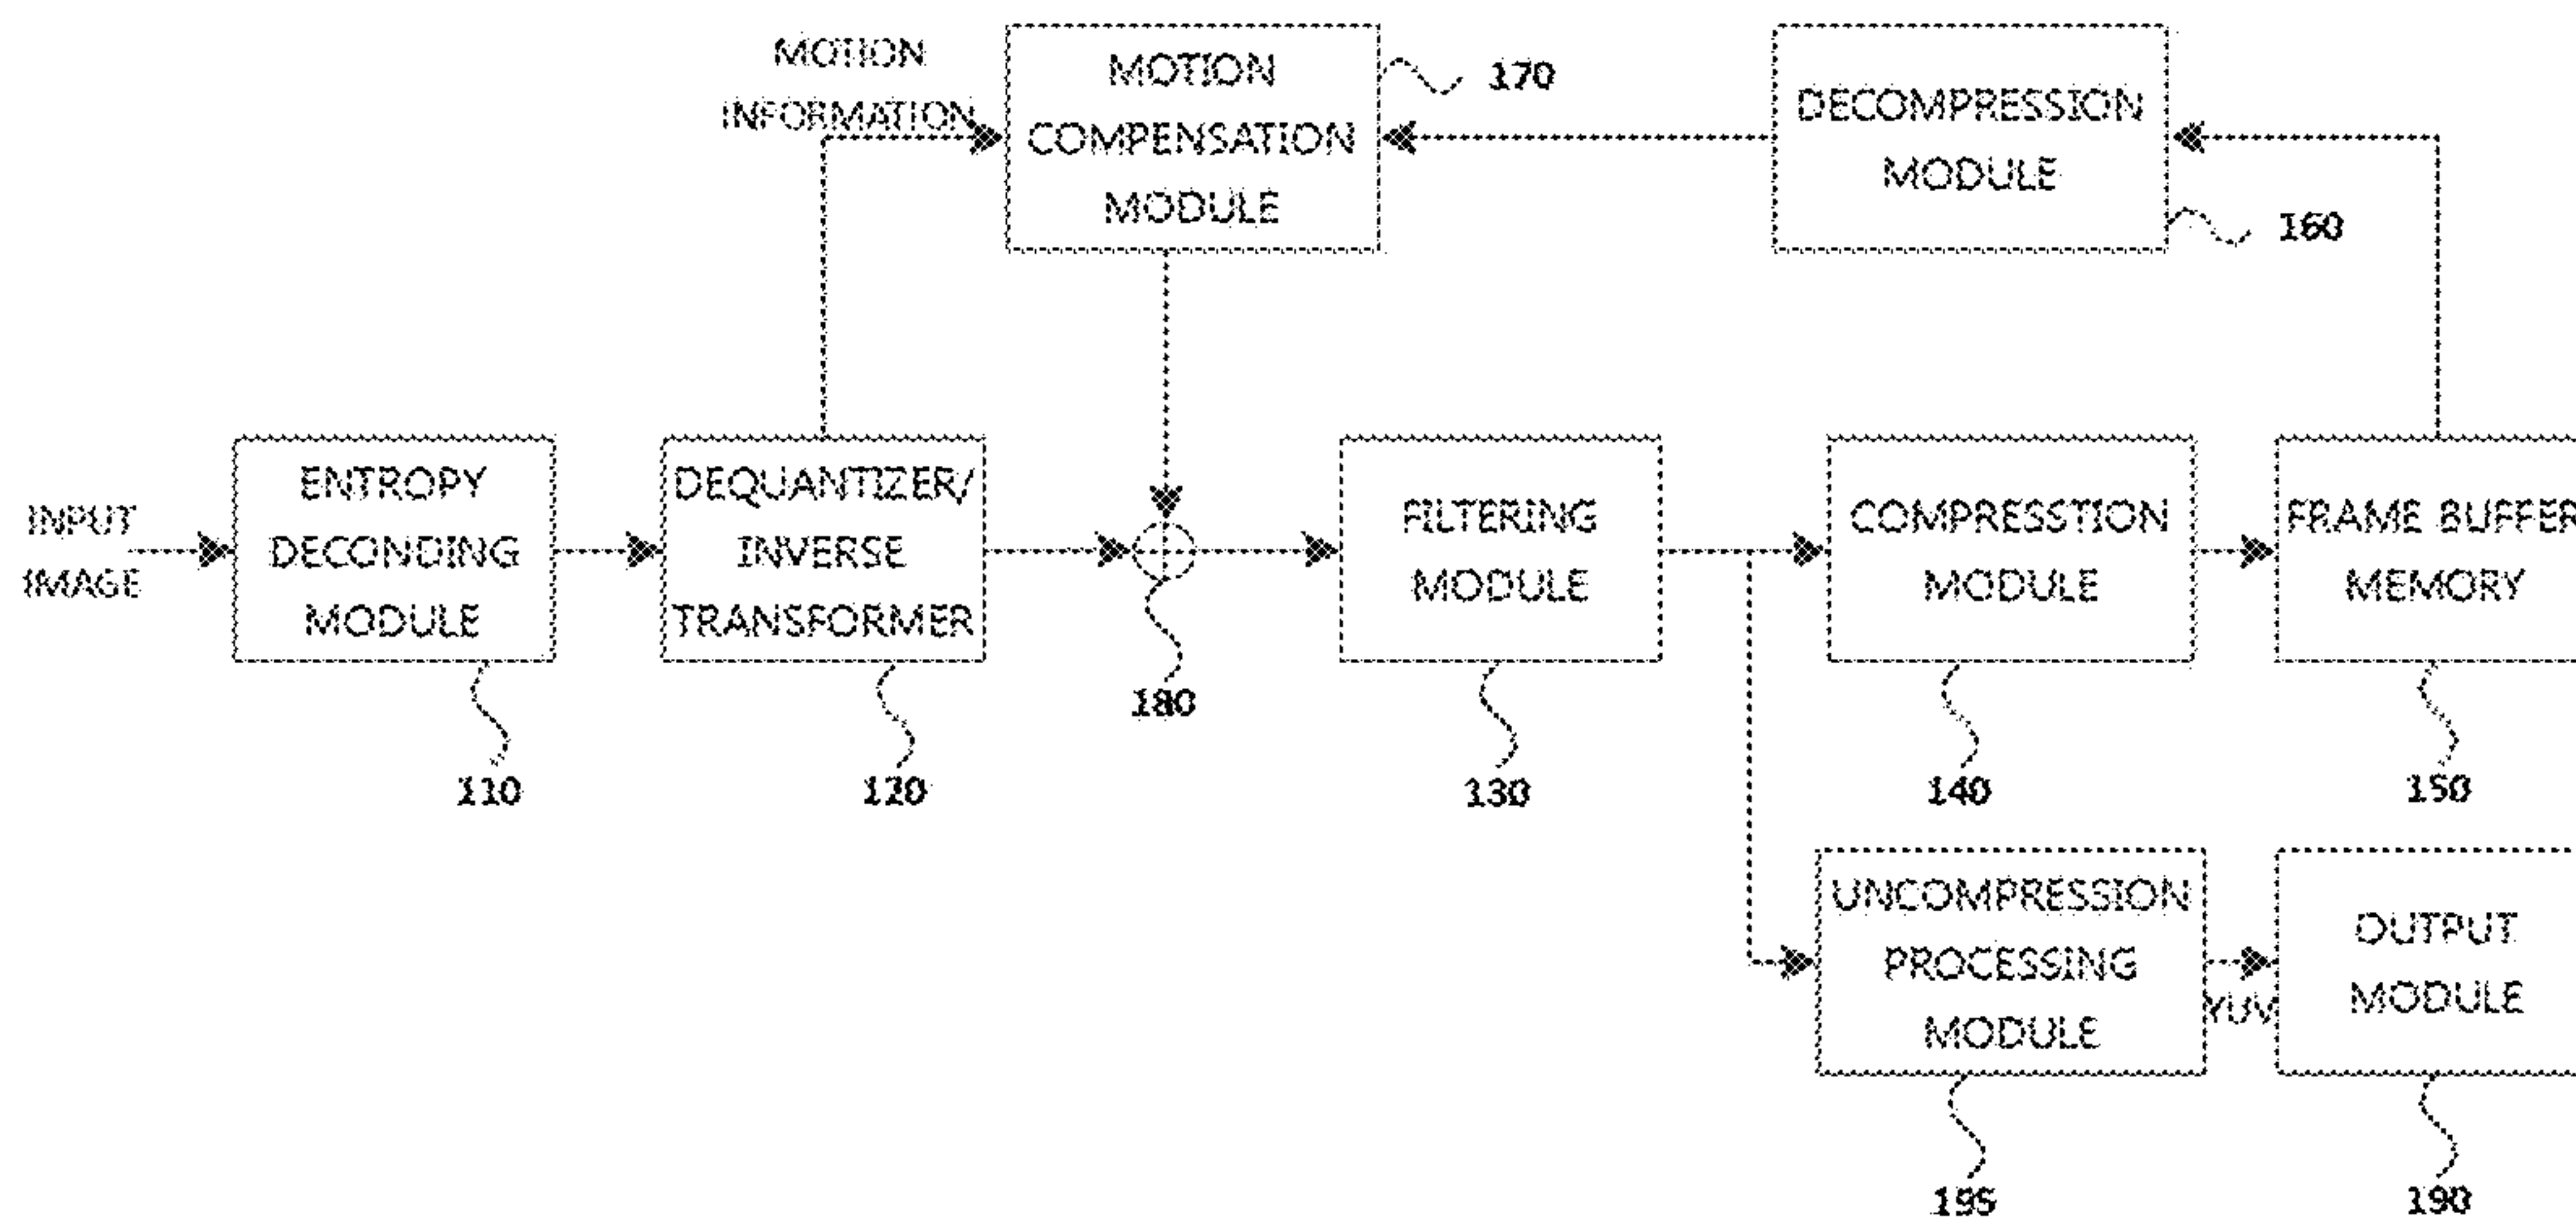 MOTION
INFORMATION
MOTION
COMPENSATION
MODULE
170
DECOMPRESSION
MODULE
160
INPUT
IMAGE
ENTROPY
DECONDING
MODULE
110
DEQUANTIZER/
INVERSE
TRANSFORMER
120
180
FILTERING
MODULE
130
COMPRESSTION
MODULE
140
FRAME BUFFER
MEMORY
150
UNCOMPRESSION
PROCESSING
MODULE
195
YUV
OUTPUT
MODULE
190